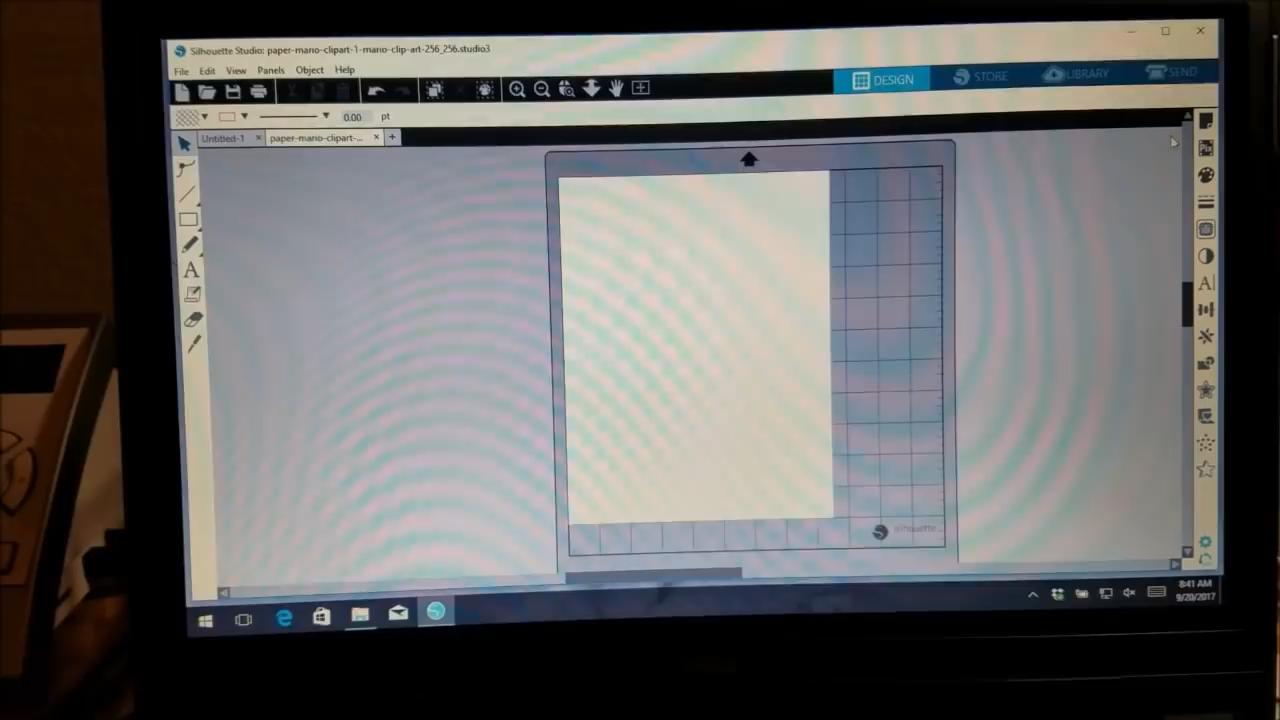 Silhouette Studio: paper-mano-clipart-1-mano-clip-art-256_256.studio3
File Edit View Panels Object Help
DESIGN STORE LIBRARY SEND
0.00 pt
Untitled-1 × paper-mano-clipart-... × +
A
A
silhouette
8:41 AM
9/20/2017